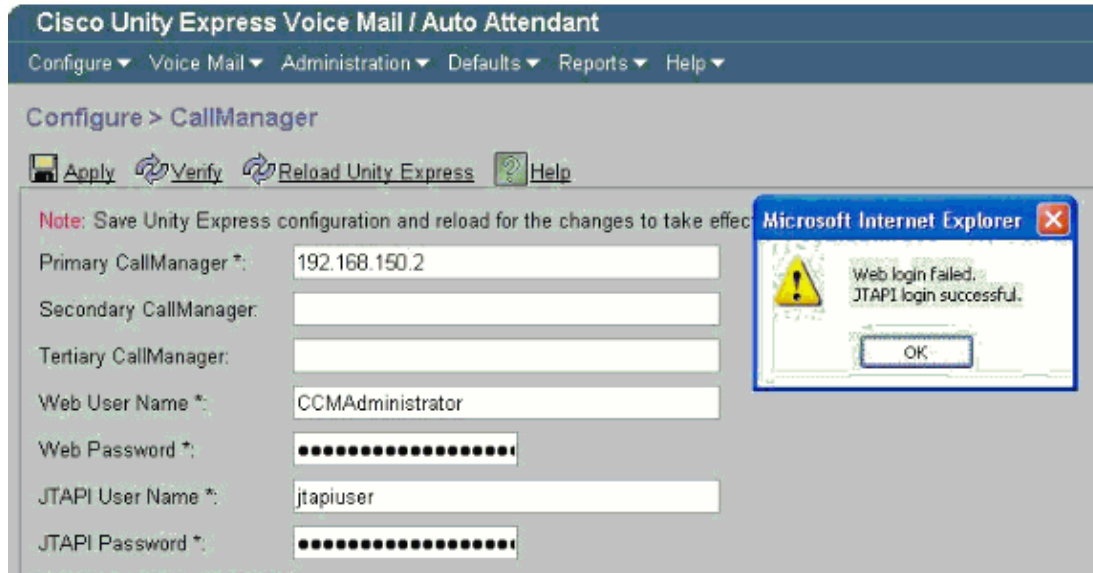 Cisco Unity Express Voice Mail / Auto Attendant
Configure Voice Mail Administration Defaults Reports Help
Configure > CallManager
Apply Verify Reload Unity Express ? Help
Note: Save Unity Express configuration and reload for the changes to take effec
Microsoft Internet Explorer
Web login failed.
JTAPI login successful.
OK
Primary CallManager *: 192.168.150.2
Secondary CallManager:
Tertiary CallManager:
Web User Name *: CCMAdministrator
Web Password *: ••••••••••••••••••
JTAPI User Name *: jtapiuser
JTAPI Password *: ••••••••••••••••••